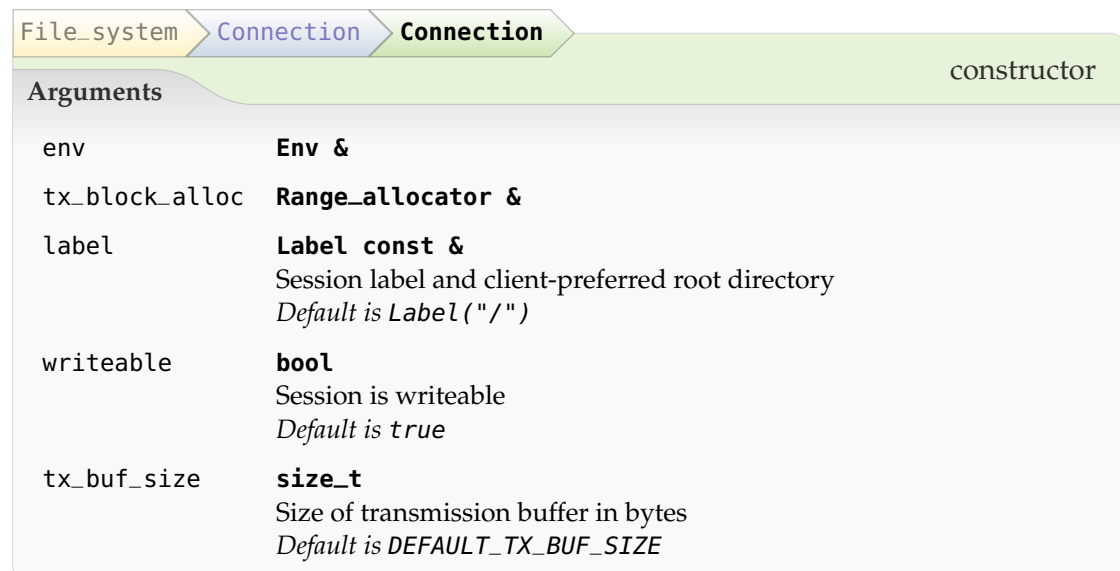 File_system Connection Connection
constructor
Arguments
env Env &
tx_block_alloc Range_allocator &
label Label const &
Session label and client-preferred root directory
Default is Label("/")
writeable bool
Session is writeable
Default is true
tx_buf_size size_t
Size of transmission buffer in bytes
Default is DEFAULT_TX_BUF_SIZE